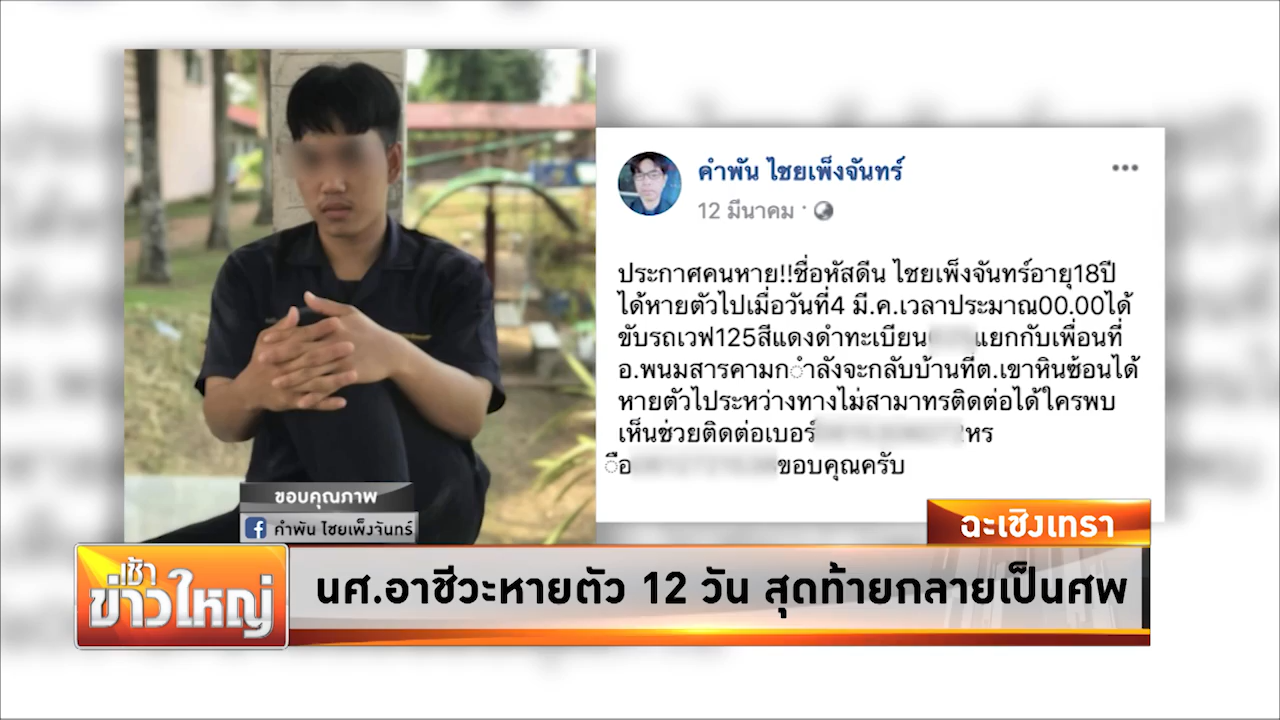 คำพัน ไชยเพ็งจันทร์
12 มีนาคม ·
ประกาศคนหาย!!ชื่อหัสดีน ไชยเพ็งจันทร์อายุ18ปี
ได้หายตัวไปเมื่อวันที่4 มี.ค.เวลาประมาณ00.00ได้
ขับรถเวฟ125สีแดงดำทะเบียน แยกกับเพื่อนที่
อ.พนมสารคามกำลังจะกลับบ้านที่ต.เขาหินซ้อนได้
หายตัวไประหว่างทางไม่สามาทรติดต่อได้ใครพบ
เห็นช่วยติดต่อเบอร์ หร
ือ ขอบคุณครับ
ขอบคุณภาพ
คำพัน ไชยเพ็งจันทร์
ฉะเชิงเทรา
เช้า
ข่าวใหญ่
นศ.อาชีวะหายตัว 12 วัน สุดท้ายกลายเป็นศพ